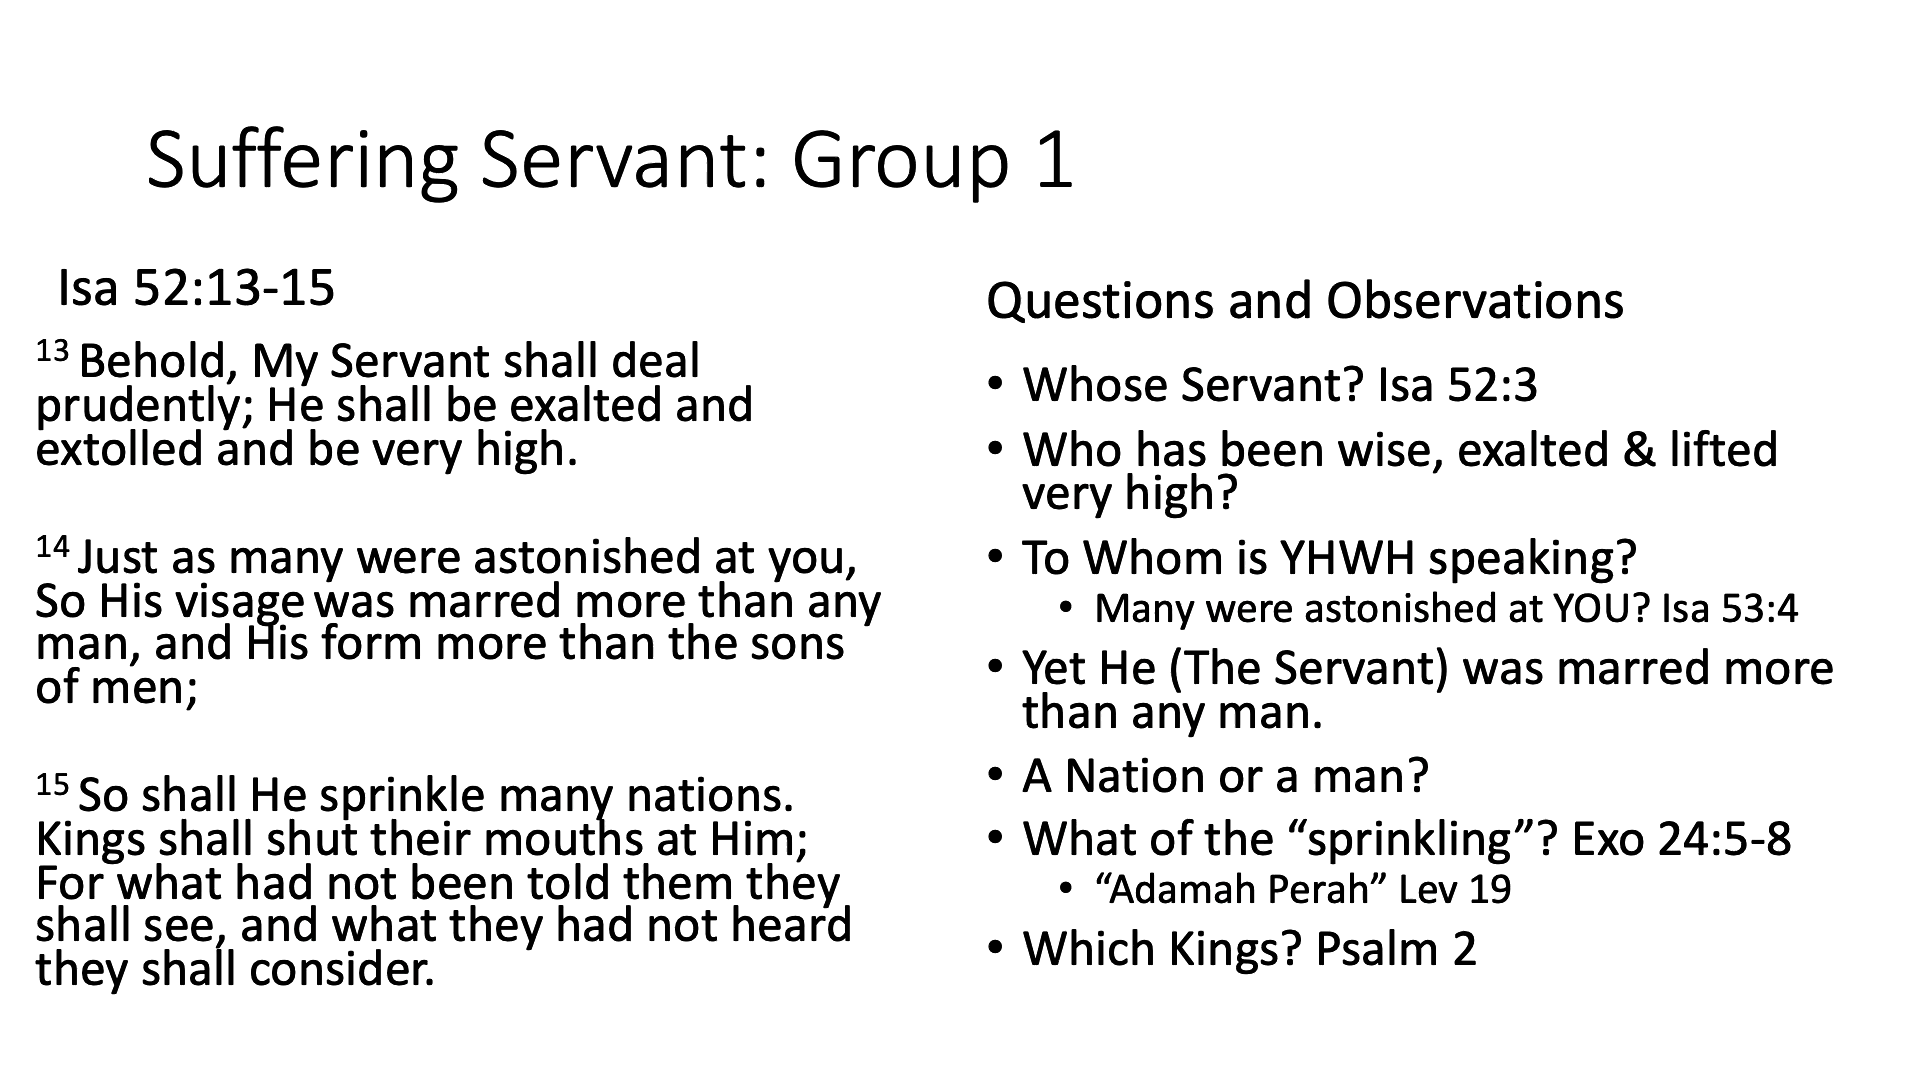 Suffering Servant: Group 1
Isa 52:13-15
13 Behold, My Servant shall deal
prudently; He shall be exalted and
extolled and be very high.
14 Just as many were astonished at you,
So His visage was marred more than any
man, and His form more than the sons
of men;
15 So shall He sprinkle many nations.
Kings shall shut their mouths at Him;
For what had not been told them they
shall see, and what they had not heard
they shall consider.
Questions and Observations
• Whose Servant? Isa 52:3
• Who has been wise, exalted & lifted
very high?
• To Whom is YHWH speaking?
• Many were astonished at YOU? Isa 53:4
• Yet He (The Servant) was marred more
than any man.
• A Nation or a man?
• What of the “sprinkling”? Exo 24:5-8
• “Adamah Perah” Lev 19
• Which Kings? Psalm 2